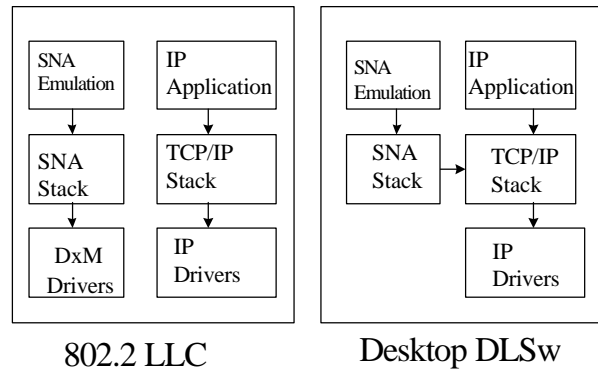 SNA
Emulation
IP
Application
SNA
Stack
TCP/IP
Stack
DxM
Drivers
IP
Drivers
802.2 LLC
SNA
Emulation
IP
Application
SNA
Stack
TCP/IP
Stack
IP
Drivers
Desktop DLSw